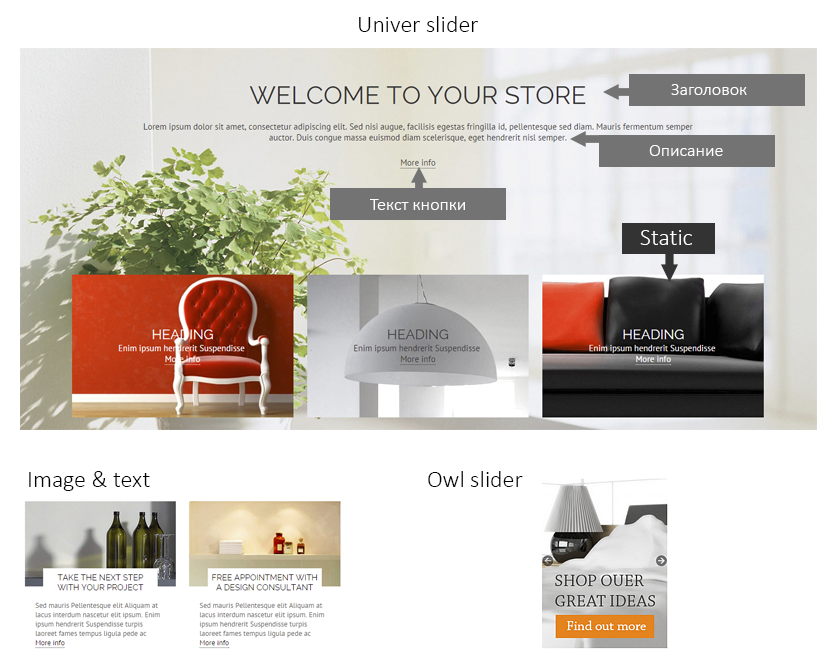 Univer slider
WELCOME TO YOUR STORE
Заголовок
Lorem ipsum dolor sit amet, consectetur adipiscing elit. Sed nisi augue, facilisis egestas fringilla id, pellentesque sed diam. Mauris fermentum semper
auctor. Duis congue massa euismod diam scelerisque, eget hendrerit nisl semper.
Описание
More info
Текст кнопки
Static
HEADING
Enim ipsum hendrerit Suspendisse
More info
HEADING
Enim ipsum hendrerit Suspendisse
More info
HEADING
Enim ipsum hendrerit Suspendisse
More info
Image & text
TAKE THE NEXT STEP
WITH YOUR PROJECT
Sed mauris Pellentesque elit Aliquam at
lacus interdum nascetur elit ipsum. Enim
ipsum hendrerit Suspendisse turpis
laoreet fames tempus ligula pede ac
More info
FREE APPOINTMENT WITH
A DESIGN CONSULTANT
Sed mauris Pellentesque elit Aliquam at
lacus interdum nascetur elit ipsum. Enim
ipsum hendrerit Suspendisse turpis
laoreet fames tempus ligula pede ac
More info
Owl slider
SHOP OUER
GREAT IDEAS
Find out more